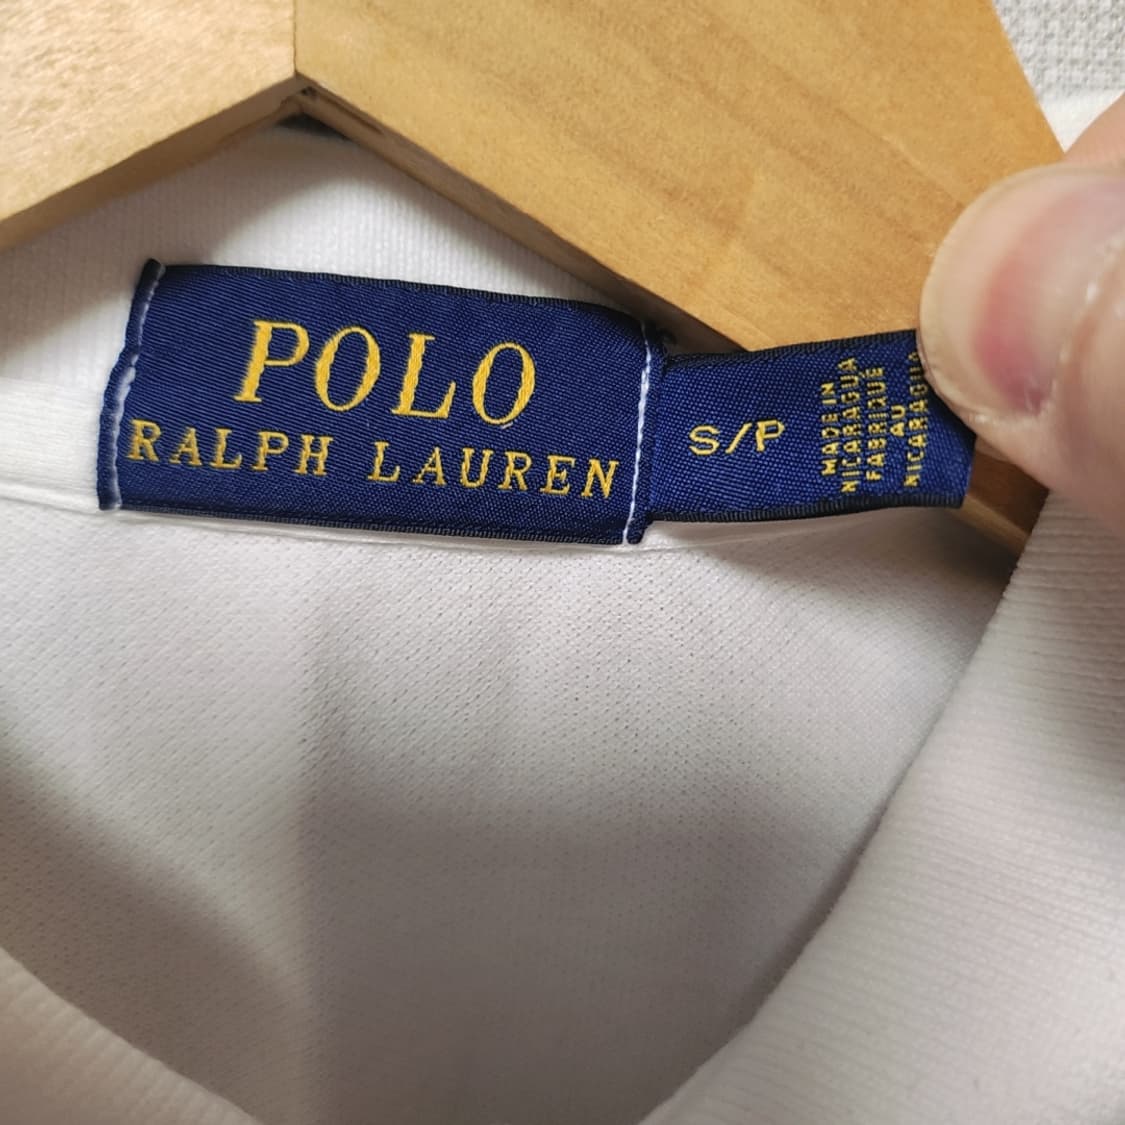 POLO
RALPH LAUREN
S/P
MADE IN
NICARAGUA
FABRIQUÉ
AU
NICARAGUA